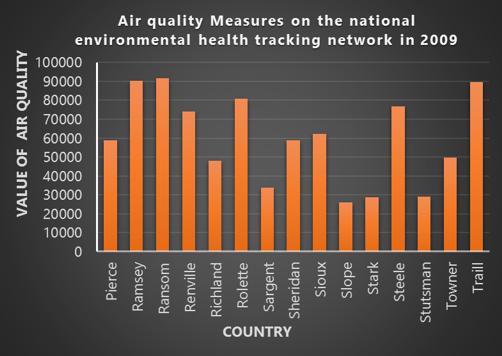 Air quality Measures on the national
environmental health tracking network in 2009
VALUE OF AIR QUALITY
100000
90000
80000
70000
60000
50000
40000
30000
20000
10000
0
Pierce
Ramsey
Ransom
Renville
Richland
Rolette
Sargent
Sheridan
Sioux
Slope
Stark
Steele
Stutsman
Towner
Traill
COUNTRY